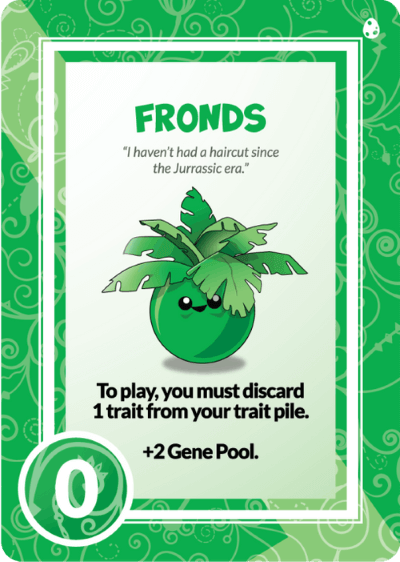 FRONDS
"I haven't had a haircut since
the Jurrassic era."
To play, you must discard
1 trait from your trait pile.
+2 Gene Pool.
0